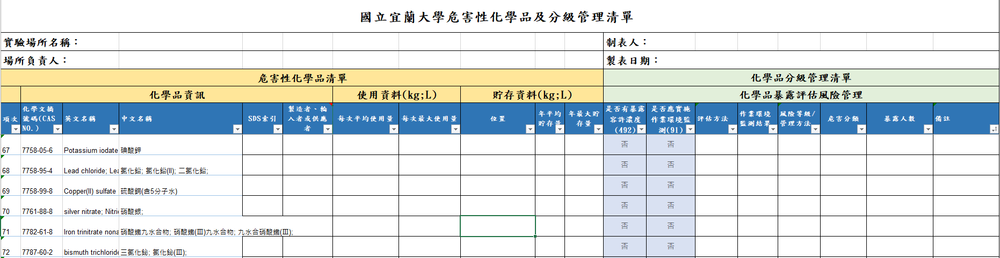 國立宜蘭大學危害性化學品及分級管理清單
實驗場所名稱：
制表人：
場所負責人：
製表日期：
危害性化學品清單
化學品分級管理清單
化學品資訊
使用資料(kg;L)
貯存資料(kg;L)
化學品暴露評估風險管理
項次
化學文摘
號碼(CAS
NO.)
英文名稱
中文名稱
SDS索引
製造者、輸
入者或供應
者
每次平均使用量
每次最大使用量
位置
年平均
貯存量
年最大貯
存量
是否有暴露
容許濃度
(492)
是否應實施
作業環境監
測(91)
評估方法
作業環境
監測結果
風險等級/
管理方法
危害分類
暴露人數
備註
67 7758-05-6 Potassium iodate 碘酸鉀 否 否
68 7758-95-4 Lead chloride; Lea 氯化鉛; 氯化鉛(II); 二氯化鉛; 否 否
69 7758-99-8 Copper(II) sulfate 硫酸銅(含5分子水) 否 否
70 7761-88-8 silver nitrate; Nitri 硝酸銀; 否 否
71 7782-61-8 Iron trinitrate nona 硝酸鐵九水合物; 硝酸鐵(Ⅲ)九水合物; 九水合硝酸鐵(Ⅲ); 否 否
72 7787-60-2 bismuth trichloride 三氯化鉍; 氯化鉍(Ⅲ); 否 否